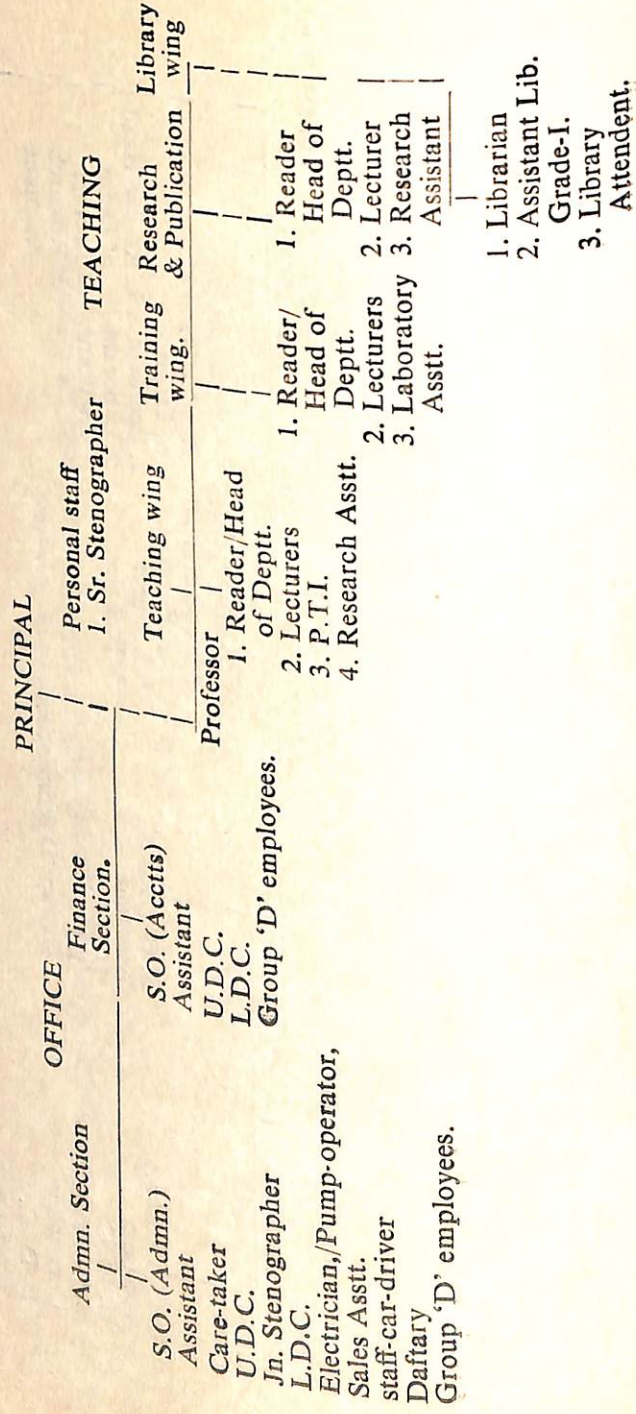 PRINCIPAL
OFFICE
Personal staff
1. Sr. Stenographer
TEACHING
Admn. Section
Finance
Section.
Teaching wing
Training
wing.
Research
& Publication
Library
wing
S.O. (Admn.)
Assistant
Care-taker
U.D.C.
Jn. Stenographer
L.D.C.
Electrician,/Pump-operator,
Sales Asstt.
staff-car-driver
Daftary
Group 'D' employees.
S.O. (Acctts)
Assistant
U.D.C.
L.D.C.
Group 'D' employees.
Professor
1. Reader/Head
of Deptt.
2. Lecturers
3. P.T.I.
4. Research Asstt.
1. Reader/
Head of
Deptt.
2. Lecturers
3. Laboratory
Asstt.
1. Reader
Head of
Deptt.
2. Lecturer
3. Research
Assistant
1. Librarian
2. Assistant Lib.
Grade-I.
3. Library
Attendent.